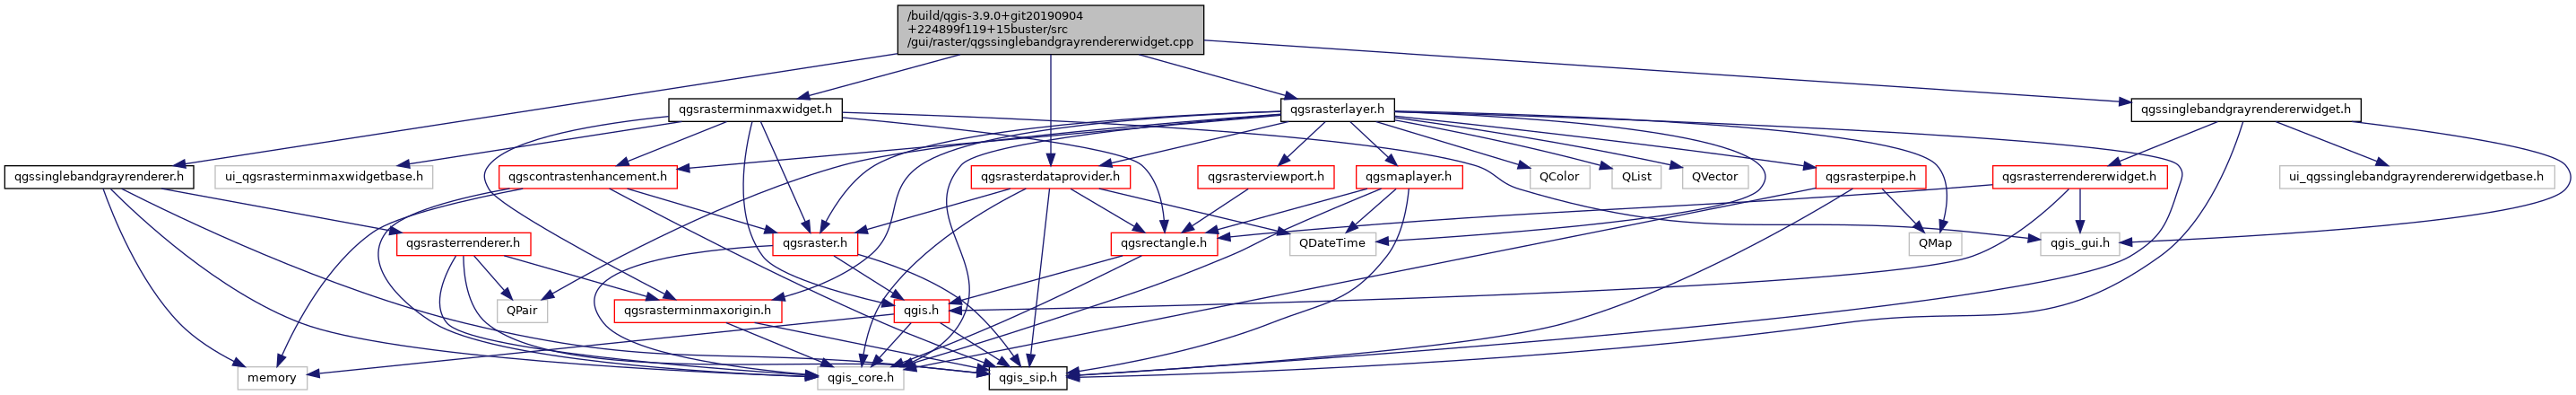 /build/qgis-3.9.0+git20190904
+224899f119+15buster/src
/gui/raster/qgssinglebandgrayrendererwidget.cpp
qgsrasterminmaxwidget.h
qgsrasterlayer.h
qgssinglebandgrayrendererwidget.h
qgssinglebandgrayrenderer.h
ui_qgsrasterminmaxwidgetbase.h
qgscontrastenhancement.h
qgsrasterdataprovider.h
qgsrasterviewport.h
qgsmaplayer.h
QColor
QList
QVector
qgsrasterpipe.h
qgsrasterrendererwidget.h
ui_qgssinglebandgrayrendererwidgetbase.h
qgsrasterrenderer.h
qgsraster.h
qgsrectangle.h
QDateTime
QMap
qgis_gui.h
QPair
qgsrasterminmaxorigin.h
qgis.h
memory
qgis_core.h
qgis_sip.h